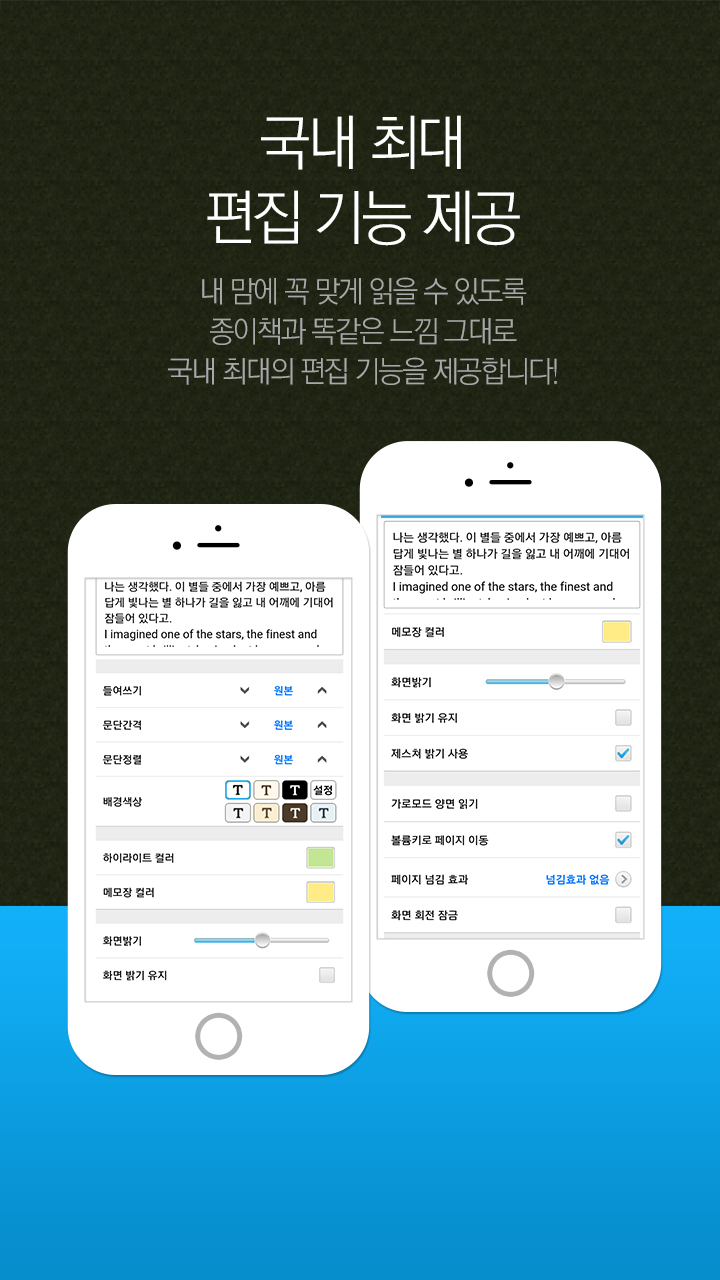 국내 최대
편집 기능 제공
내 맘에 꼭 맞게 읽을 수 있도록
종이책과 똑같은 느낌 그대로
국내 최대의 편집 기능을 제공합니다!
나는 생각했다. 이 별들 중에서 가장 예쁘고, 아름
답게 빛나는 별 하나가 길을 잃고 내 어깨에 기대어
잠들어 있다고.
I imagined one of the stars, the finest and
들여쓰기 원본
문단간격 원본
문단정렬 원본
배경색상 T T T 설정
T T T T
하이라이트 컬러
메모장 컬러
화면밝기
화면 밝기 유지
나는 생각했다. 이 별들 중에서 가장 예쁘고, 아름
답게 빛나는 별 하나가 길을 잃고 내 어깨에 기대어
잠들어 있다고.
I imagined one of the stars, the finest and
메모장 컬러
화면밝기
화면 밝기 유지
제스쳐 밝기 사용
가로모드 양면 읽기
볼륨키로 페이지 이동
페이지 넘김 효과 넘김효과 없음
화면 회전 잠금